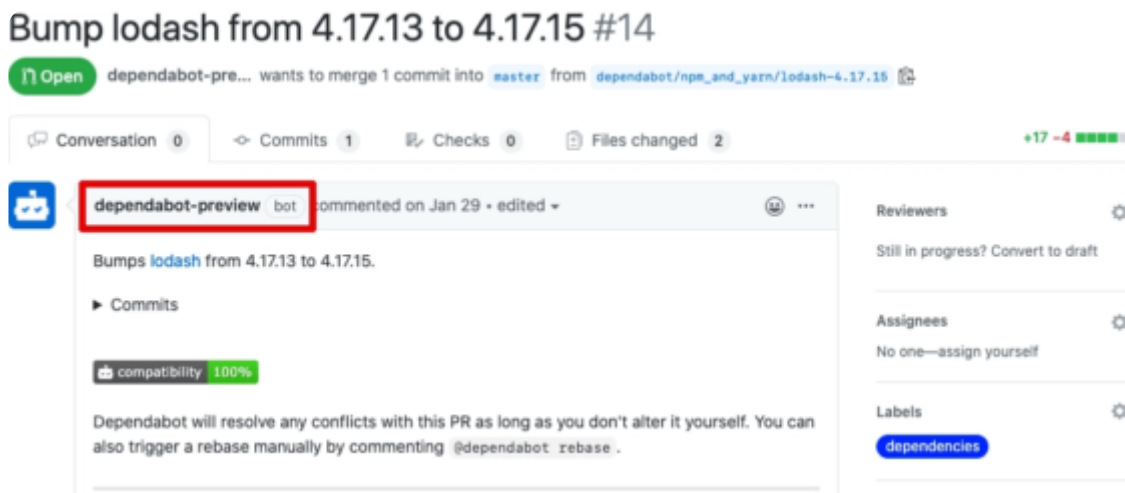 Bump lodash from 4.17.13 to 4.17.15 #14
Open dependabot-pre... wants to merge 1 commit into master from dependabot/npm_and_yarn/lodash-4.17.15
Conversation 0 Commits 1 Checks 0 Files changed 2 +17 −4
dependabot-preview bot commented on Jan 29 • edited
Bumps lodash from 4.17.13 to 4.17.15.
Commits
compatibility 100%
Dependabot will resolve any conflicts with this PR as long as you don't alter it yourself. You can
also trigger a rebase manually by commenting @dependabot rebase .
Reviewers
Still in progress? Convert to draft
Assignees
No one—assign yourself
Labels
dependencies